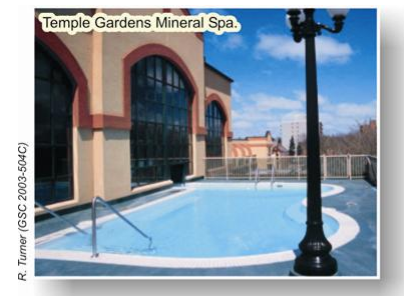 Temple Gardens Mineral Spa.
R. Turner (GSC 2003-504C)